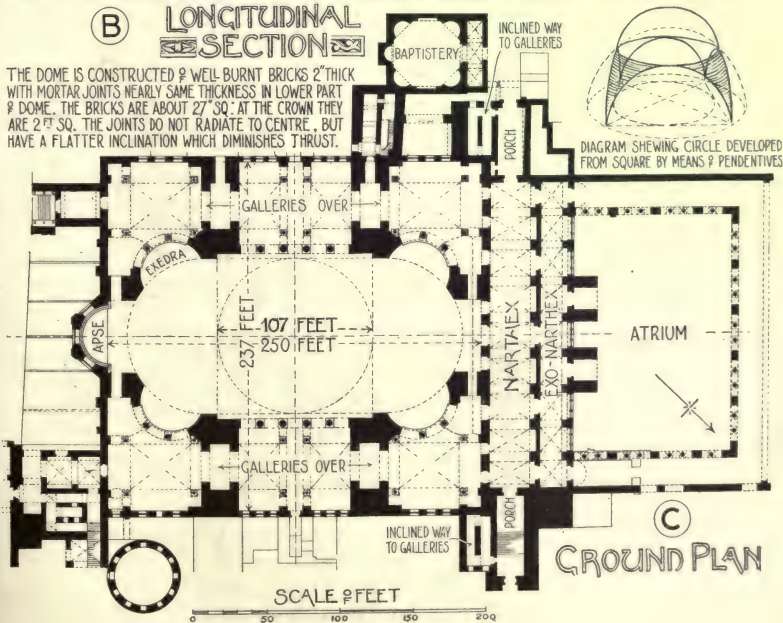 B
LONGITUDINAL
SECTION
THE DOME IS CONSTRUCTED OF WELL BURNT BRICKS 2" THICK
WITH MORTAR JOINTS NEARLY SAME THICKNESS IN LOWER PART
OF DOME. THE BRICKS ARE ABOUT 27" SQ: AT THE CROWN THEY
ARE 2 FT SQ. THE JOINTS DO NOT RADIATE TO CENTRE, BUT
HAVE A FLATTER INCLINATION WHICH DIMINISHES THRUST.
BAPTISTERY
INCLINED WAY
TO GALLERIES
PORCH
DIAGRAM SHEWING CIRCLE DEVELOPED
FROM SQUARE BY MEANS OF PENDENTIVES
GALLERIES OVER
EXEDRA
APSE
237 FEET
107 FEET
250 FEET
NARTHEX
EXO-NARTHEX
ATRIUM
GALLERIES OVER
INCLINED WAY
TO GALLERIES
PORCH
C
GROUND PLAN
SCALE OF FEET
0 50 100 150 200